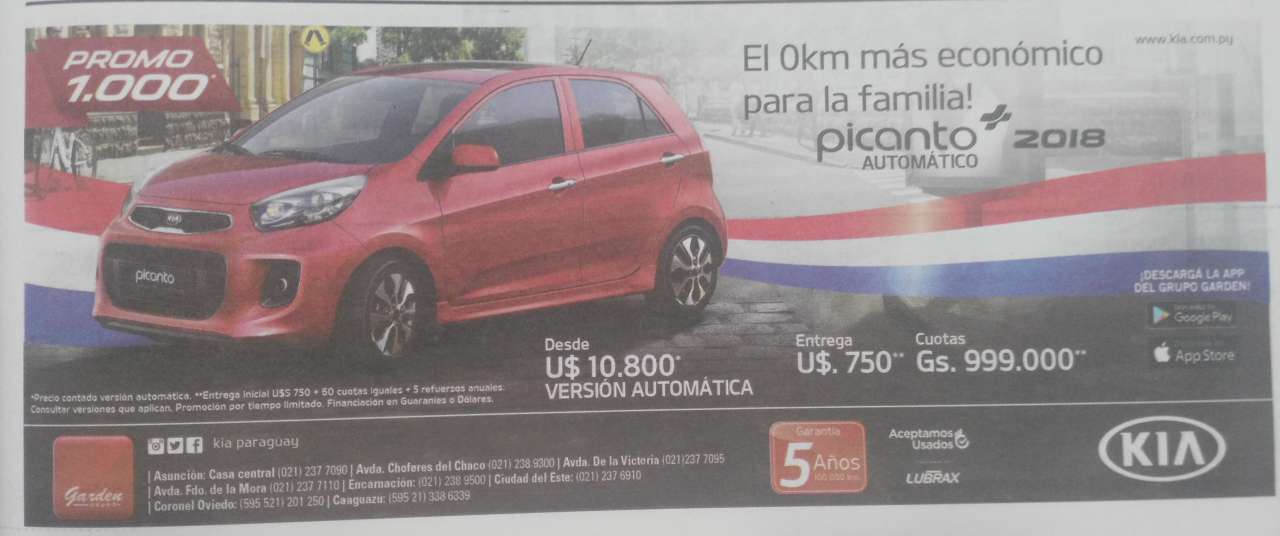 PROMO
1.000*
El 0km más económico
para la familia!
picanto+ 2018
AUTOMÁTICO
www.kia.com.py
KIA
picanto
¡DESCARGÁ LA APP
DEL GRUPO GARDEN!
Google Play
App Store
Desde
U$ 10.800*
VERSIÓN AUTOMÁTICA
Entrega
U$. 750**
Cuotas
Gs. 999.000**
*Precio contado versión automatica. **Entrega inicial U$S 750 + 60 cuotas iguales + 5 refuerzos anuales.
Consultar versiones que aplican. Promoción por tiempo limitado. Financiación en Guaraníes o Dólares.
Garden
kia paraguay
| Asunción: Casa central (021) 237 7090 | Avda. Choferes del Chaco (021) 238 9300 | Avda. De la Victoria (021)237 7095
| Avda. Fdo. de la Mora (021) 237 7110 | Encarnación: (021) 238 9500 | Ciudad del Este: (021) 237 6910
| Coronel Oviedo: (595 521) 201 250 | Caaguazú: (595 21) 338 6339
Garantía
5 Años
100.000 km.
Aceptamos
Usados
LUBRAX
KIA